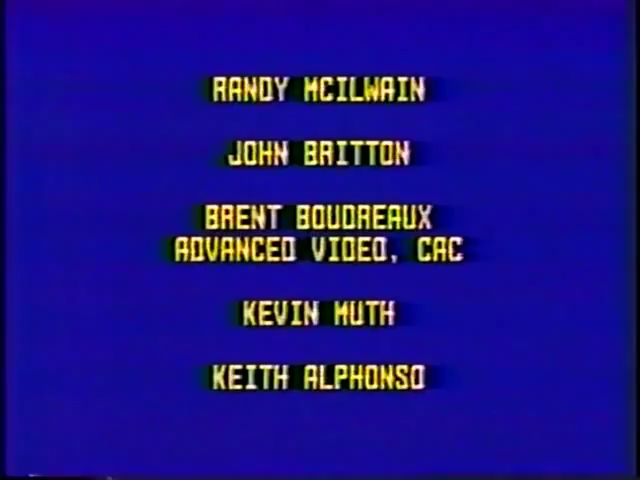 RANDY MCILWAIN
JOHN BRITTON
BRENT BOUDREAUX
ADVANCED VIDEO, CAC
KEVIN MUTH
KEITH ALPHONSO